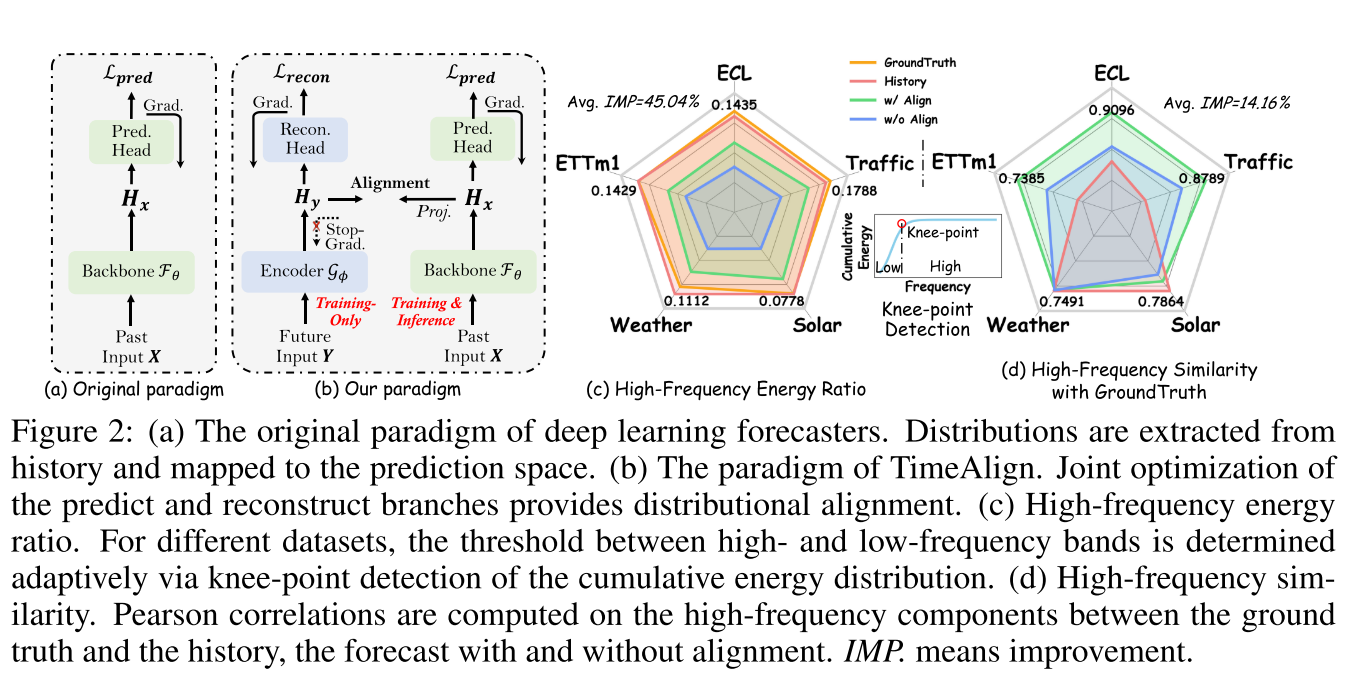 ℒpred
Grad.
Pred.
Head
Hx
Backbone ℱθ
Past
Input X
(a) Original paradigm
ℒrecon
ℒpred
Grad.
Grad.
Recon.
Head
Pred.
Head
Alignment
Hy
Hx
Proj.
Stop-
Grad.
Encoder 𝒢ϕ
Backbone ℱθ
Training-
Only
Training &
Inference
Future
Input Y
Past
Input X
(b) Our paradigm
ECL
Avg. IMP=45.04%
0.1435
ETTm1
0.1429
Traffic
0.1788
0.1112
0.0778
Weather
Solar
(c) High-Frequency Energy Ratio
GroundTruth
History
w/ Align
w/o Align
Cumulative
Energy
Knee-point
Low
High
Frequency
Knee-point
Detection
ECL
0.9096
Avg. IMP=14.16%
ETTm1
0.7385
Traffic
0.8789
0.7491
0.7864
Weather
Solar
(d) High-Frequency Similarity
with GroundTruth
Figure 2: (a) The original paradigm of deep learning forecasters. Distributions are extracted from
history and mapped to the prediction space. (b) The paradigm of TimeAlign. Joint optimization of
the predict and reconstruct branches provides distributional alignment. (c) High-frequency energy
ratio. For different datasets, the threshold between high- and low-frequency bands is determined
adaptively via knee-point detection of the cumulative energy distribution. (d) High-frequency sim-
ilarity. Pearson correlations are computed on the high-frequency components between the ground
truth and the history, the forecast with and without alignment. IMP. means improvement.